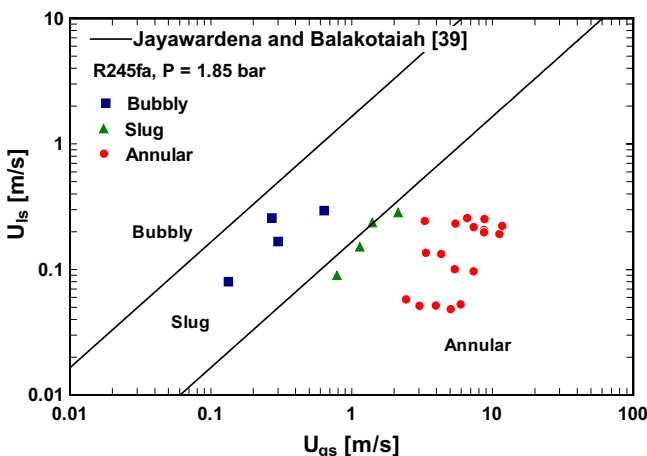 10
Jayawardena and Balakotaiah [39]
R245fa, P = 1.85 bar
Bubbly
Slug
Annular
1
U_ls [m/s]
Bubbly
0.1
Slug
Annular
0.01
0.01 0.1 1 10 100
U_gs [m/s]